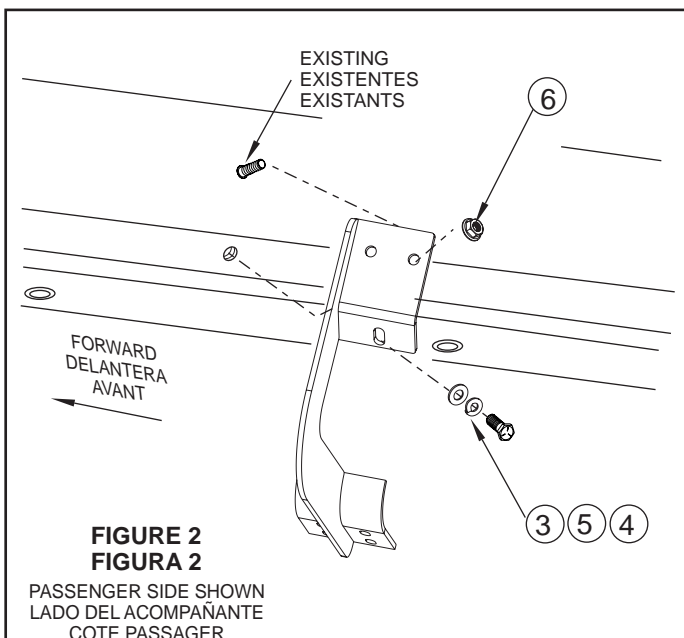 EXISTING
EXISTENTES
EXISTANTS
6
FORWARD
DELANTERA
AVANT
3 5 4
FIGURE 2
FIGURA 2
PASSENGER SIDE SHOWN
LADO DEL ACOMPAÑANTE
COTE PASSAGER